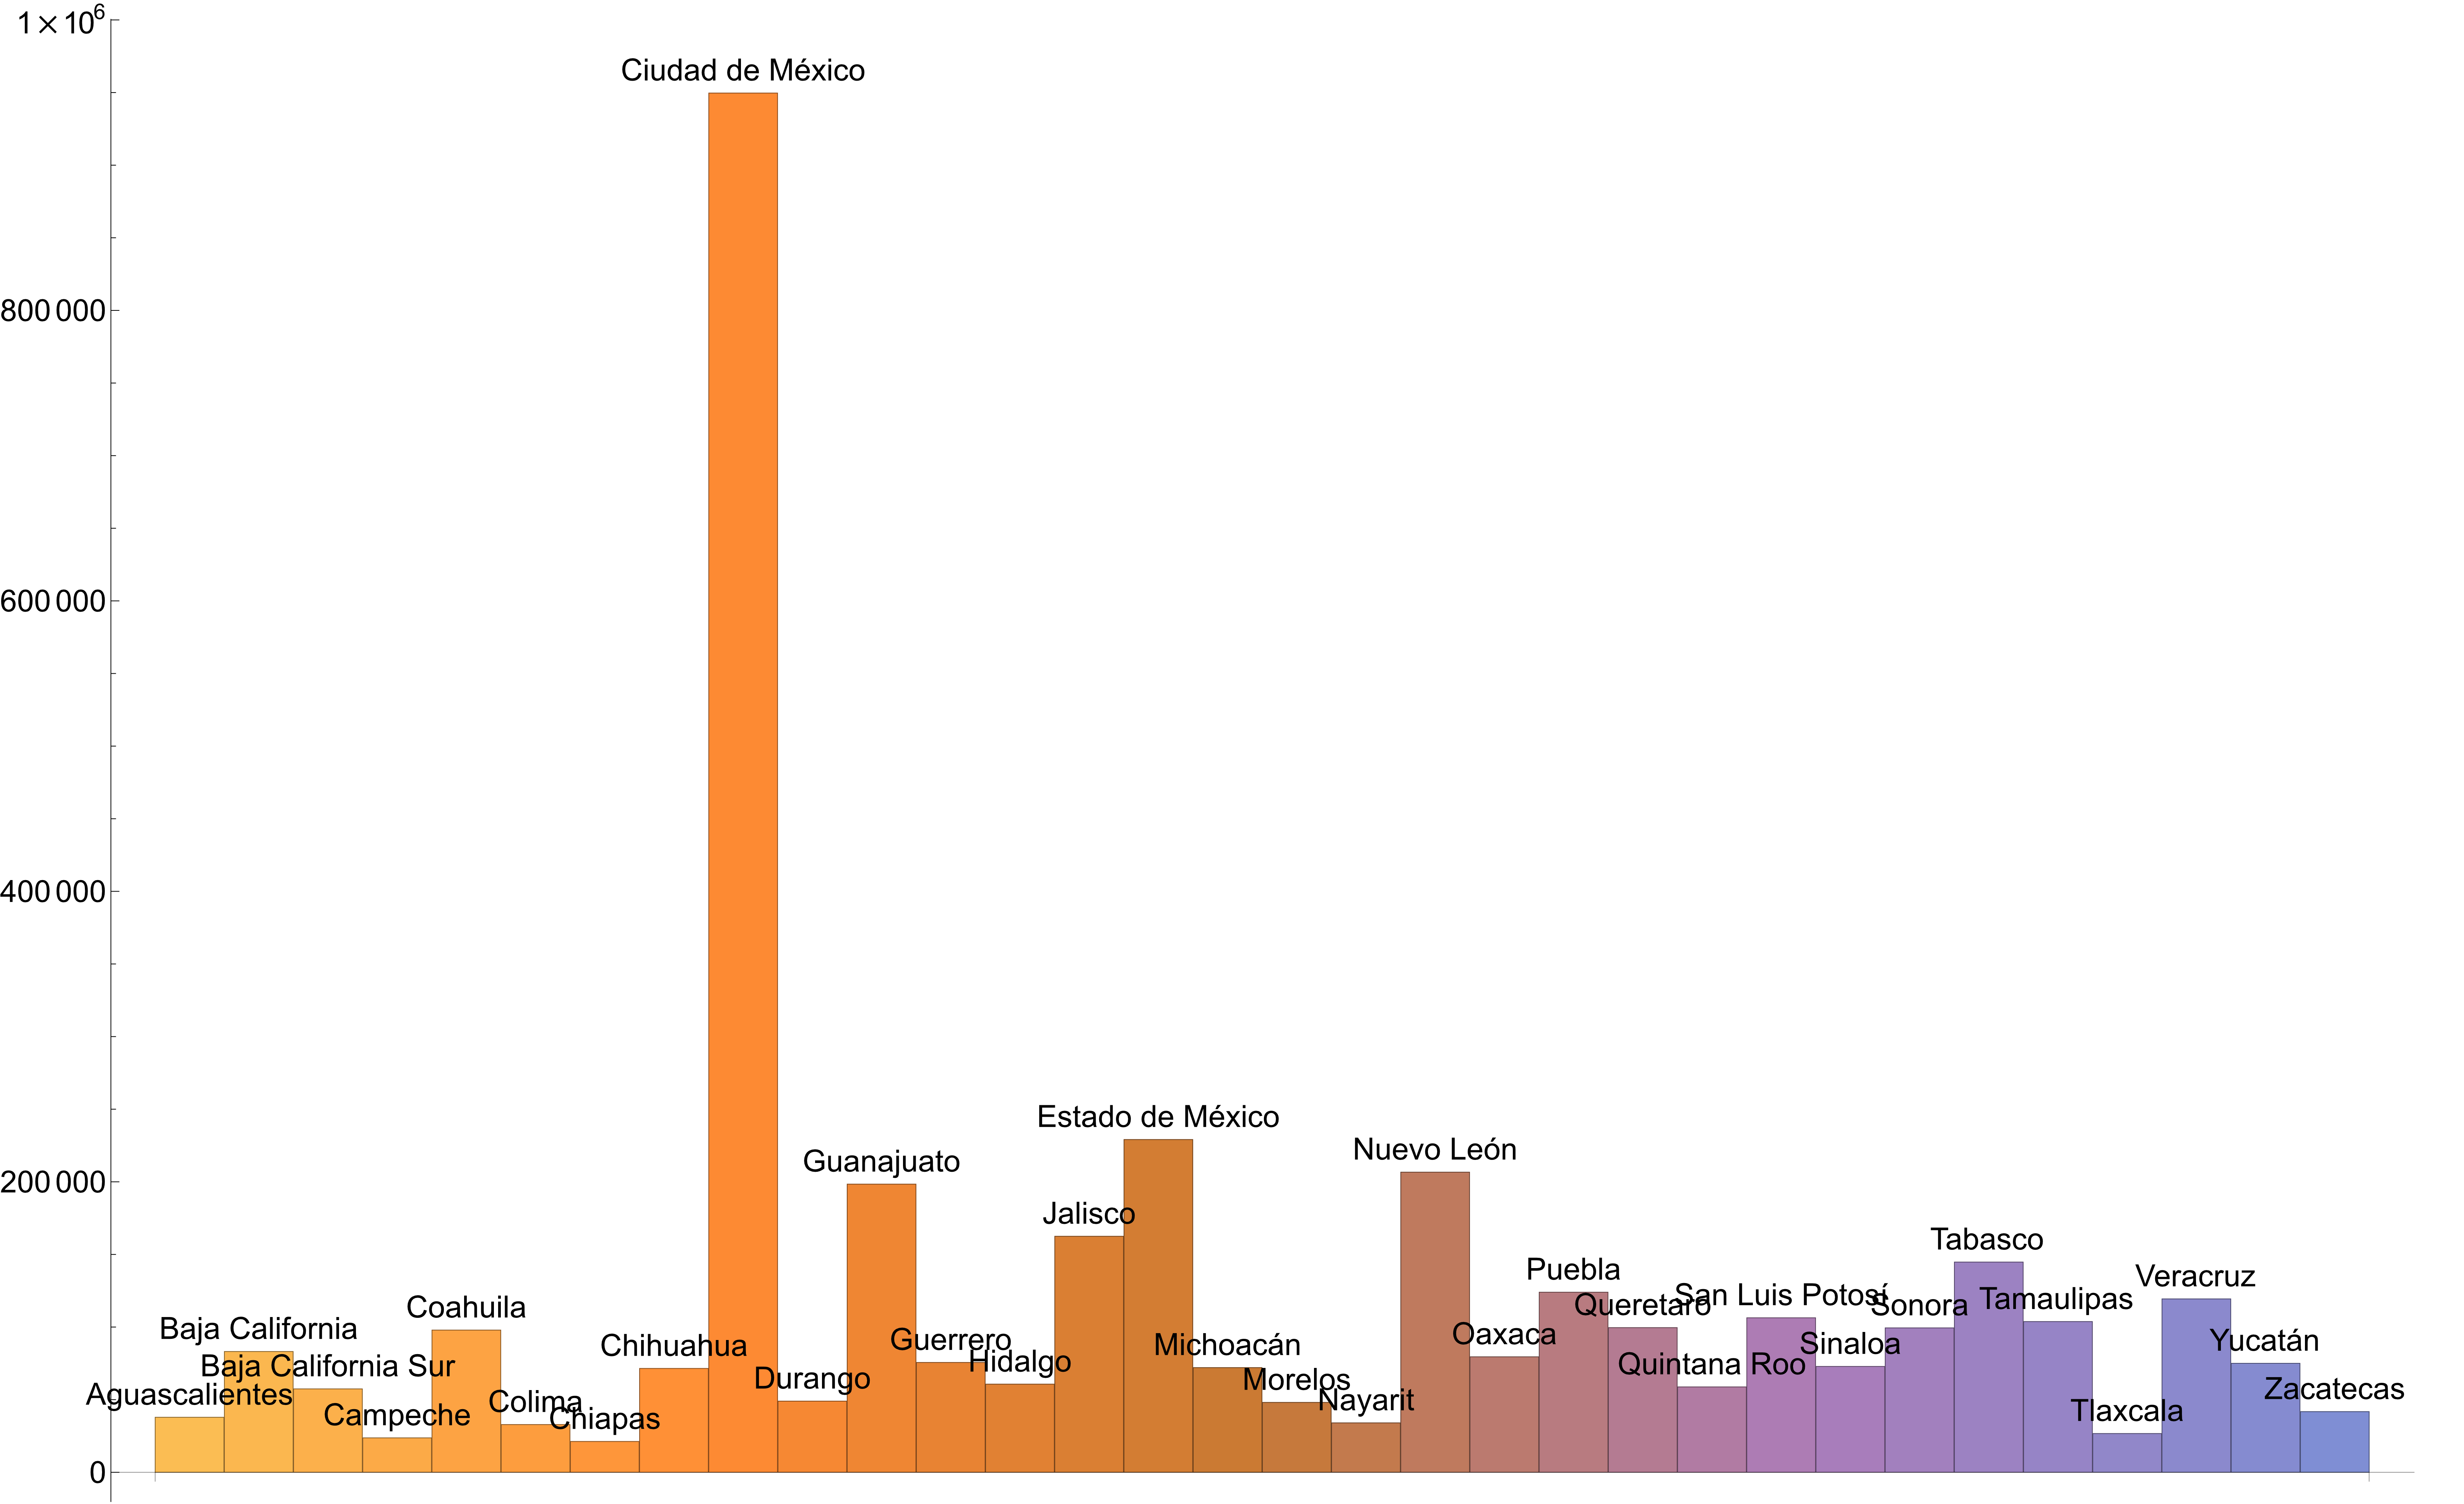 1×10⁶
800 000
600 000
400 000
200 000
0
Aguascalientes
Baja California
Baja California Sur
Campeche
Coahuila
Colima
Chiapas
Chihuahua
Ciudad de México
Durango
Guanajuato
Guerrero
Hidalgo
Jalisco
Estado de México
Michoacán
Morelos
Nayarit
Nuevo León
Oaxaca
Puebla
Queretaro
Quintana Roo
San Luis Potosí
Sinaloa
Sonora
Tabasco
Tamaulipas
Tlaxcala
Veracruz
Yucatán
Zacatecas